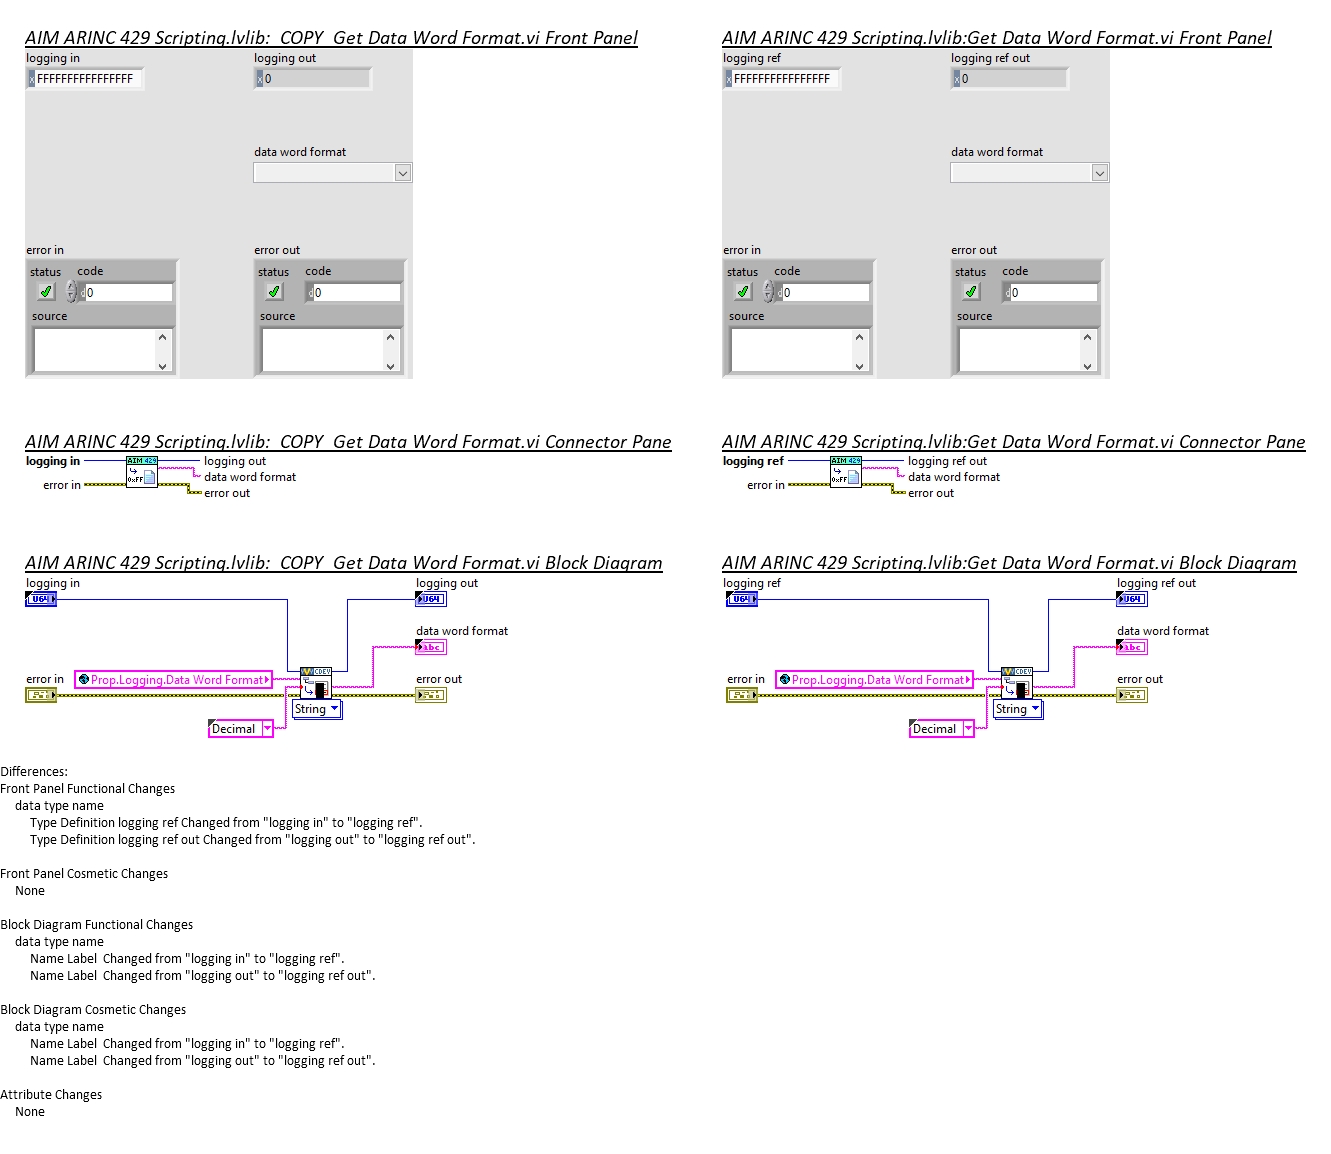 AIM ARINC 429 Scripting.lvlib:_COPY_Get Data Word Format.vi Front Panel
logging in
logging out
x FFFFFFFFFFFFFFFF
x 0
data word format
error in
error out
status code
status code
d 0
d 0
source
source
AIM ARINC 429 Scripting.lvlib:Get Data Word Format.vi Front Panel
logging ref
logging ref out
x FFFFFFFFFFFFFFFF
x 0
data word format
error in
error out
status code
status code
d 0
d 0
source
source
AIM ARINC 429 Scripting.lvlib:_COPY_Get Data Word Format.vi Connector Pane
logging in
AIM 429
logging out
data word format
0xFF
error in
error out
AIM ARINC 429 Scripting.lvlib:Get Data Word Format.vi Connector Pane
logging ref
AIM 429
logging ref out
data word format
0xFF
error in
error out
AIM ARINC 429 Scripting.lvlib:_COPY_Get Data Word Format.vi Block Diagram
logging in
logging out
U64
U64
data word format
abc
error in
Prop.Logging.Data Word Format
CDEV
error out
String
Decimal
AIM ARINC 429 Scripting.lvlib:Get Data Word Format.vi Block Diagram
logging ref
logging ref out
U64
U64
data word format
abc
error in
Prop.Logging.Data Word Format
CDEV
error out
String
Decimal
Differences:
Front Panel Functional Changes
data type name
Type Definition logging ref Changed from "logging in" to "logging ref".
Type Definition logging ref out Changed from "logging out" to "logging ref out".
Front Panel Cosmetic Changes
None
Block Diagram Functional Changes
data type name
Name Label  Changed from "logging in" to "logging ref".
Name Label  Changed from "logging out" to "logging ref out".
Block Diagram Cosmetic Changes
data type name
Name Label  Changed from "logging in" to "logging ref".
Name Label  Changed from "logging out" to "logging ref out".
Attribute Changes
None